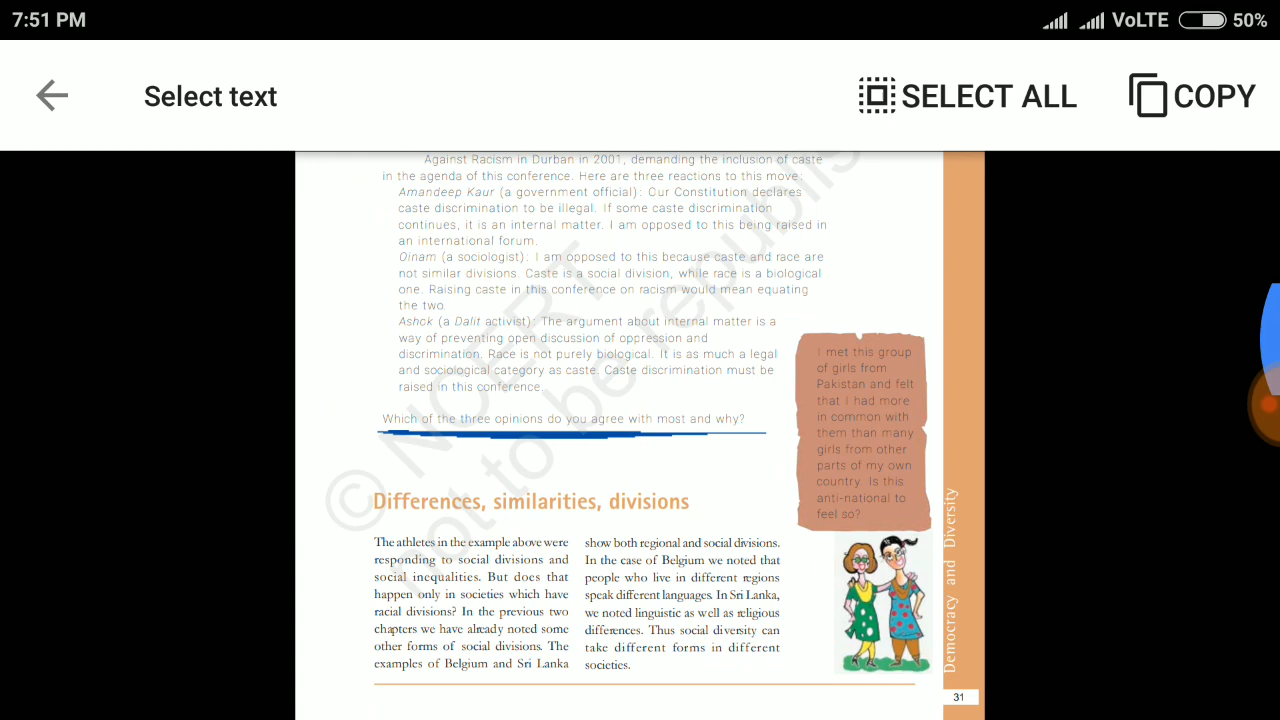 7:51 PM
VoLTE 50%
Select text
SELECT ALL
COPY
Against Racism in Durban in 2001, demanding the inclusion of caste
in the agenda of this conference. Here are three reactions to this move:
Amandeep Kaur (a government official): Our Constitution declares
caste discrimination to be illegal. If some caste discrimination
continues, it is an internal matter. I am opposed to this being raised in
an international forum.
Oinam (a sociologist): I am opposed to this because caste and race are
not similar divisions. Caste is a social division, while race is a biological
one. Raising caste in this conference on racism would mean equating
the two.
Ashok (a Dalit activist): The argument about internal matter is a
way of preventing open discussion of oppression and
discrimination. Race is not purely biological. It is as much a legal
and sociological category as caste. Caste discrimination must be
raised in this conference.
Which of the three opinions do you agree with most and why?
I met this group
of girls from
Pakistan and felt
that I had more
in common with
them than many
girls from other
parts of my own
country. Is this
anti-national to
feel so?
Differences, similarities, divisions
The athletes in the example above were
responding to social divisions and
social inequalities. But does that
happen only in societies which have
racial divisions? In the previous two
chapters we have already noted some
other forms of social divisions. The
examples of Belgium and Sri Lanka
show both regional and social divisions.
In the case of Belgium we noted that
people who live in different regions
speak different languages. In Sri Lanka,
we noted linguistic as well as religious
differences. Thus social diversity can
take different forms in different
societies.
Democracy and Diversity
31
© NCERT
not to be republis